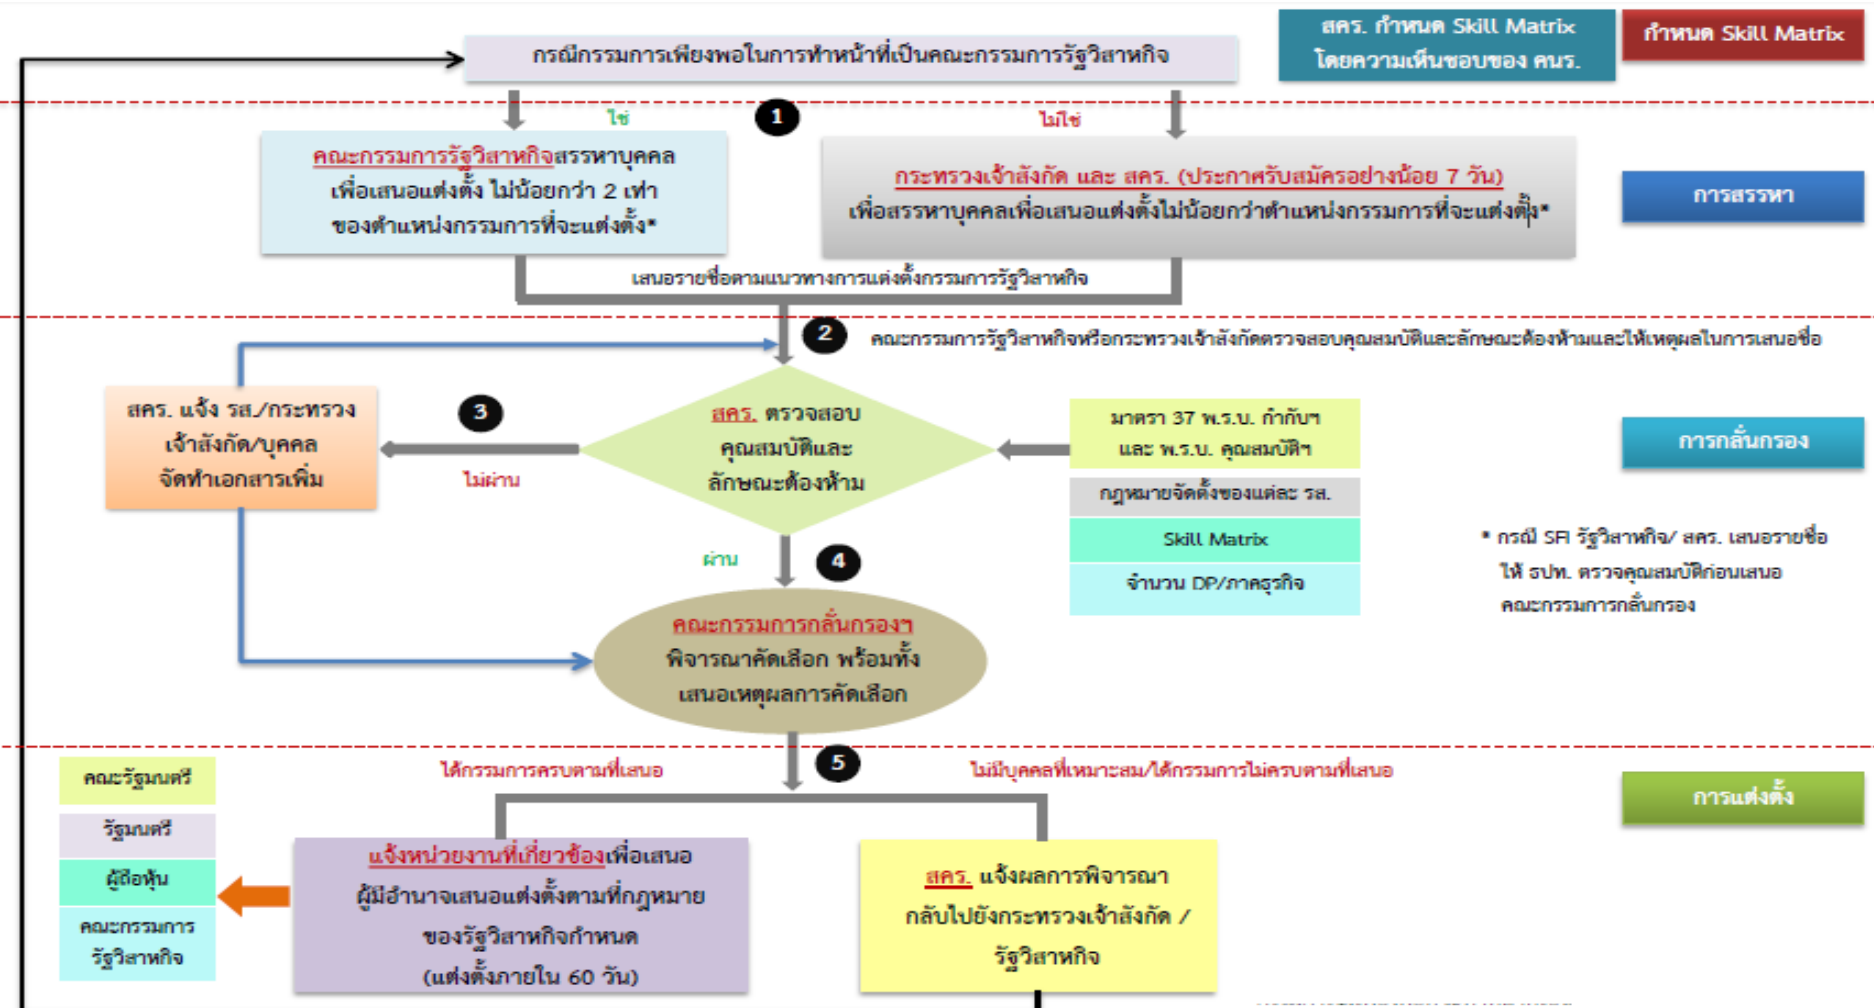 กรณีกรรมการเพียงพอในการทำหน้าที่เป็นคณะกรรมการรัฐวิสาหกิจ
สคร. กำหนด Skill Matrix
โดยความเห็นชอบของ คนร.
กำหนด Skill Matrix
ใช่
1
ไม่ใช่
คณะกรรมการรัฐวิสาหกิจสรรหาบุคคล
เพื่อเสนอแต่งตั้ง ไม่น้อยกว่า 2 เท่า
ของตำแหน่งกรรมการที่จะแต่งตั้ง*
กระทรวงเจ้าสังกัด และ สคร. (ประกาศรับสมัครอย่างน้อย 7 วัน)
เพื่อสรรหาบุคคลเพื่อเสนอแต่งตั้งไม่น้อยกว่าตำแหน่งกรรมการที่จะแต่งตั้ง*
การสรรหา
เสนอรายชื่อตามแนวทางการแต่งตั้งกรรมการรัฐวิสาหกิจ
2
คณะกรรมการรัฐวิสาหกิจหรือกระทรวงเจ้าสังกัดตรวจสอบคุณสมบัติและลักษณะต้องห้ามและให้เหตุผลในการเสนอชื่อ
สคร. แจ้ง รส./กระทรวง
เจ้าสังกัด/บุคคล
จัดทำเอกสารเพิ่ม
3
ไม่ผ่าน
สคร. ตรวจสอบ
คุณสมบัติและ
ลักษณะต้องห้าม
มาตรา 37 พ.ร.บ. กำกับฯ
และ พ.ร.บ. คุณสมบัติฯ
กฎหมายจัดตั้งของแต่ละ รส.
Skill Matrix
จำนวน DP/ภาคธุรกิจ
การกลั่นกรอง
* กรณี SFI รัฐวิสาหกิจ/ สคร. เสนอรายชื่อ
ให้ ธปท. ตรวจคุณสมบัติก่อนเสนอ
คณะกรรมการกลั่นกรอง
ผ่าน
4
คณะกรรมการกลั่นกรองฯ
พิจารณาคัดเลือก พร้อมทั้ง
เสนอเหตุผลการคัดเลือก
ได้กรรมการครบตามที่เสนอ
5
ไม่มีบุคคลที่เหมาะสม/ได้กรรมการไม่ครบตามที่เสนอ
การแต่งตั้ง
คณะรัฐมนตรี
รัฐมนตรี
ผู้ถือหุ้น
คณะกรรมการ
รัฐวิสาหกิจ
แจ้งหน่วยงานที่เกี่ยวข้องเพื่อเสนอ
ผู้มีอำนาจเสนอแต่งตั้งตามที่กฎหมาย
ของรัฐวิสาหกิจกำหนด
(แต่งตั้งภายใน 60 วัน)
สคร. แจ้งผลการพิจารณา
กลับไปยังกระทรวงเจ้าสังกัด /
รัฐวิสาหกิจ